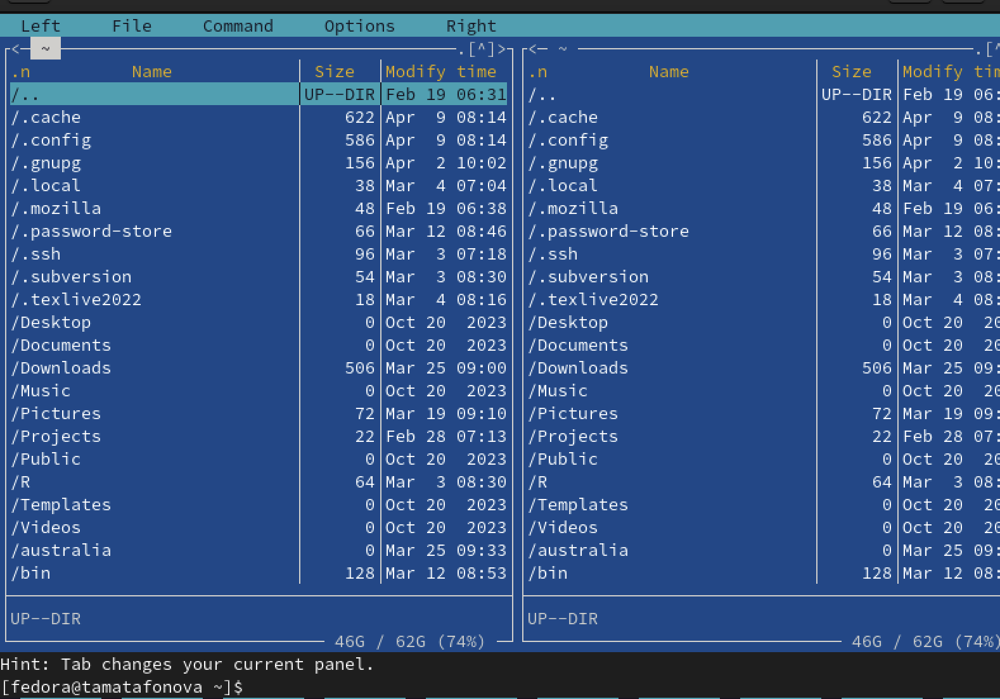 Left File Command Options Right
<─ ~ ─.[^]>
.n Name Size Modify time
/.. UP--DIR Feb 19 06:31
/.cache 622 Apr 9 08:14
/.config 586 Apr 9 08:14
/.gnupg 156 Apr 2 10:02
/.local 38 Mar 4 07:04
/.mozilla 48 Feb 19 06:38
/.password-store 66 Mar 12 08:46
/.ssh 96 Mar 3 07:18
/.subversion 54 Mar 3 08:30
/.texlive2022 18 Mar 4 08:16
/Desktop 0 Oct 20 2023
/Documents 0 Oct 20 2023
/Downloads 506 Mar 25 09:00
/Music 0 Oct 20 2023
/Pictures 72 Mar 19 09:10
/Projects 22 Feb 28 07:13
/Public 0 Oct 20 2023
/R 64 Mar 3 08:30
/Templates 0 Oct 20 2023
/Videos 0 Oct 20 2023
/australia 0 Mar 25 09:33
/bin 128 Mar 12 08:53
UP--DIR
46G / 62G (74%)
<─ ~ ─.[^
.n Name Size Modify
/.. UP--DIR Feb 19 06:
/.cache 622 Apr 9 08:
/.config 586 Apr 9 08:
/.gnupg 156 Apr 2 10:
/.local 38 Mar 4 07:
/.mozilla 48 Feb 19 06:
/.password-store 66 Mar 12 08:
/.ssh 96 Mar 3 07:
/.subversion 54 Mar 3 08:
/.texlive2022 18 Mar 4 08:
/Desktop 0 Oct 20 20
/Documents 0 Oct 20 20
/Downloads 506 Mar 25 09:
/Music 0 Oct 20 20
/Pictures 72 Mar 19 09:
/Projects 22 Feb 28 07:
/Public 0 Oct 20 20
/R 64 Mar 3 08:
/Templates 0 Oct 20 20
/Videos 0 Oct 20 20
/australia 0 Mar 25 09:
/bin 128 Mar 12 08:
UP--DIR
46G / 62G (74%)
Hint: Tab changes your current panel.
[fedora@tamatafonova ~]$